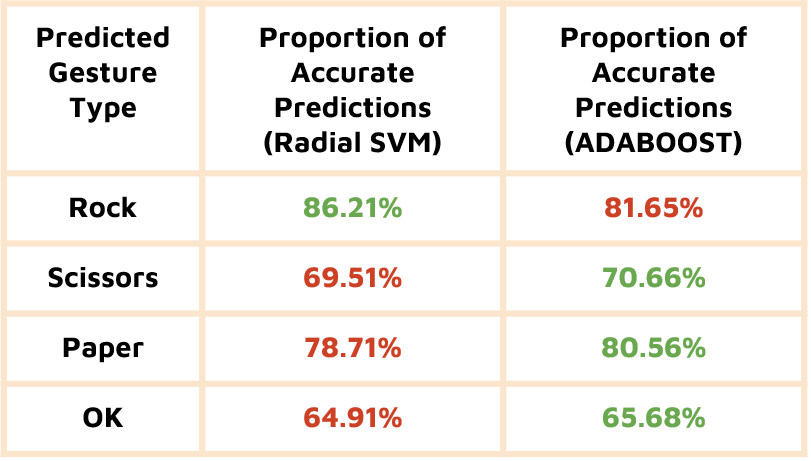 Predicted
Gesture
Type
Proportion of
Accurate
Predictions
(Radial SVM)
Proportion of
Accurate
Predictions
(ADABOOST)
Rock 86.21% 81.65%
Scissors 69.51% 70.66%
Paper 78.71% 80.56%
OK 64.91% 65.68%